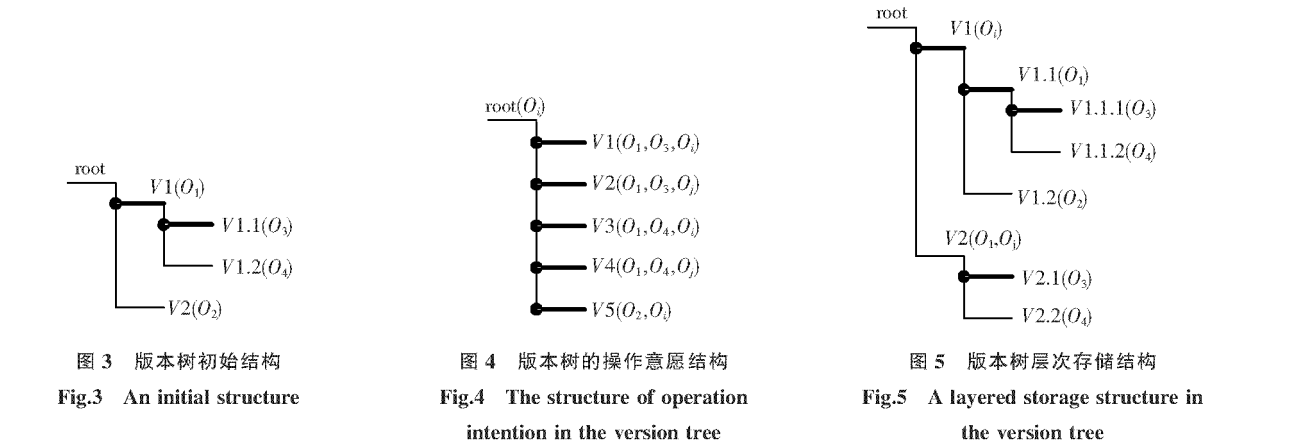 root
V1(O₁)
V1.1(O₃)
V1.2(O₄)
V2(O₂)
图 3 版本树初始结构
Fig.3 An initial structure
root(Oᵢ)
V1(O₁,O₃,Oᵢ)
V2(O₁,O₃,Oⱼ)
V3(O₁,O₄,Oᵢ)
V4(O₁,O₄,Oⱼ)
V5(O₂,Oᵢ)
图 4 版本树的操作意愿结构
Fig.4 The structure of operation
intention in the version tree
root
V1(Oᵢ)
V1.1(O₁)
V1.1.1(O₃)
V1.1.2(O₄)
V1.2(O₂)
V2(O₁,Oⱼ)
V2.1(O₃)
V2.2(O₄)
图 5 版本树层次存储结构
Fig.5 A layered storage structure in
the version tree